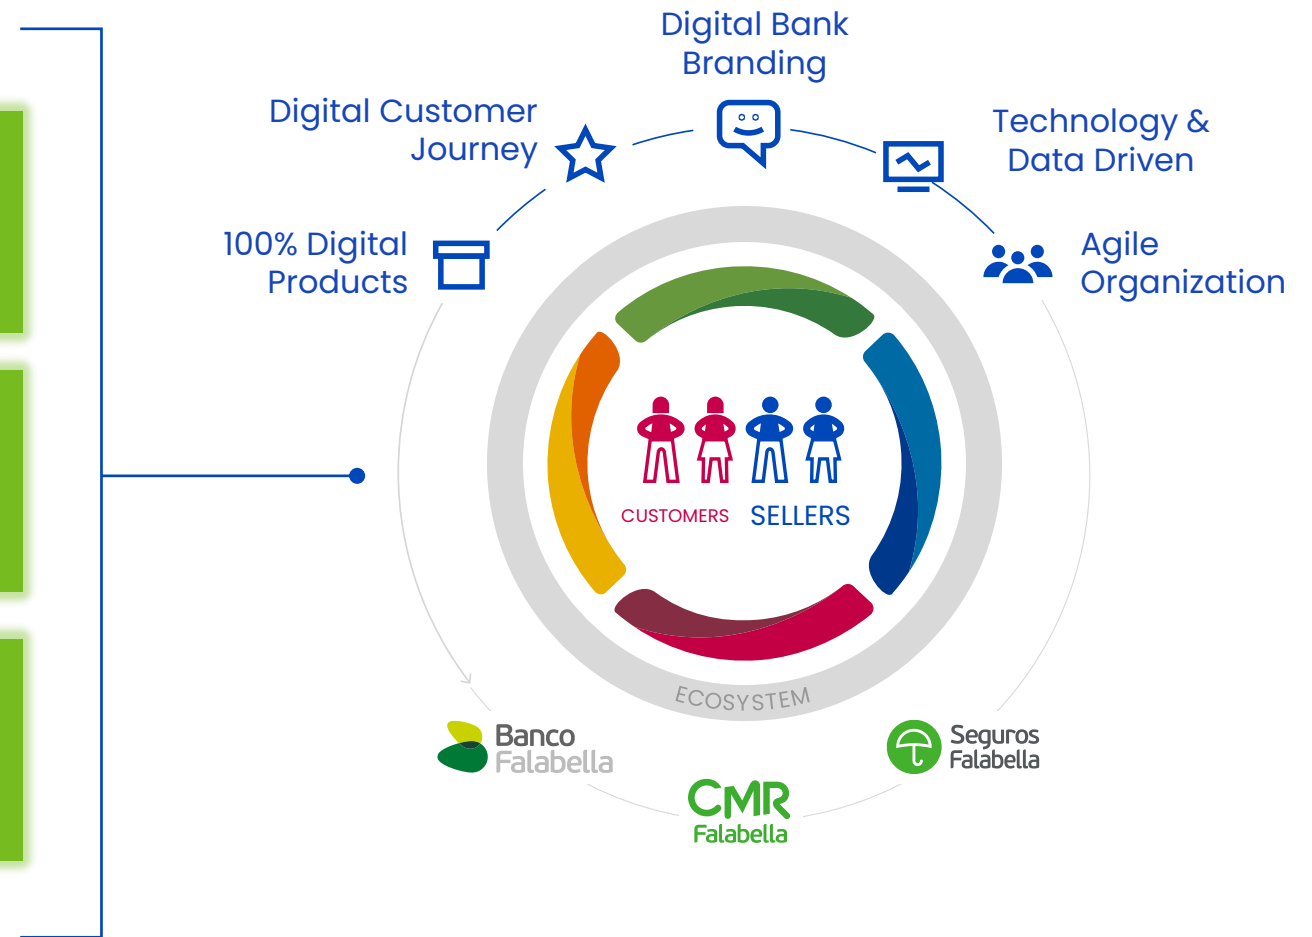 Digital Bank
Branding
Digital Customer
Journey
Technology &
Data Driven
100% Digital
Products
Agile
Organization
CUSTOMERS
SELLERS
ECOSYSTEM
Banco
Falabella
Seguros
Falabella
CMR
Falabella